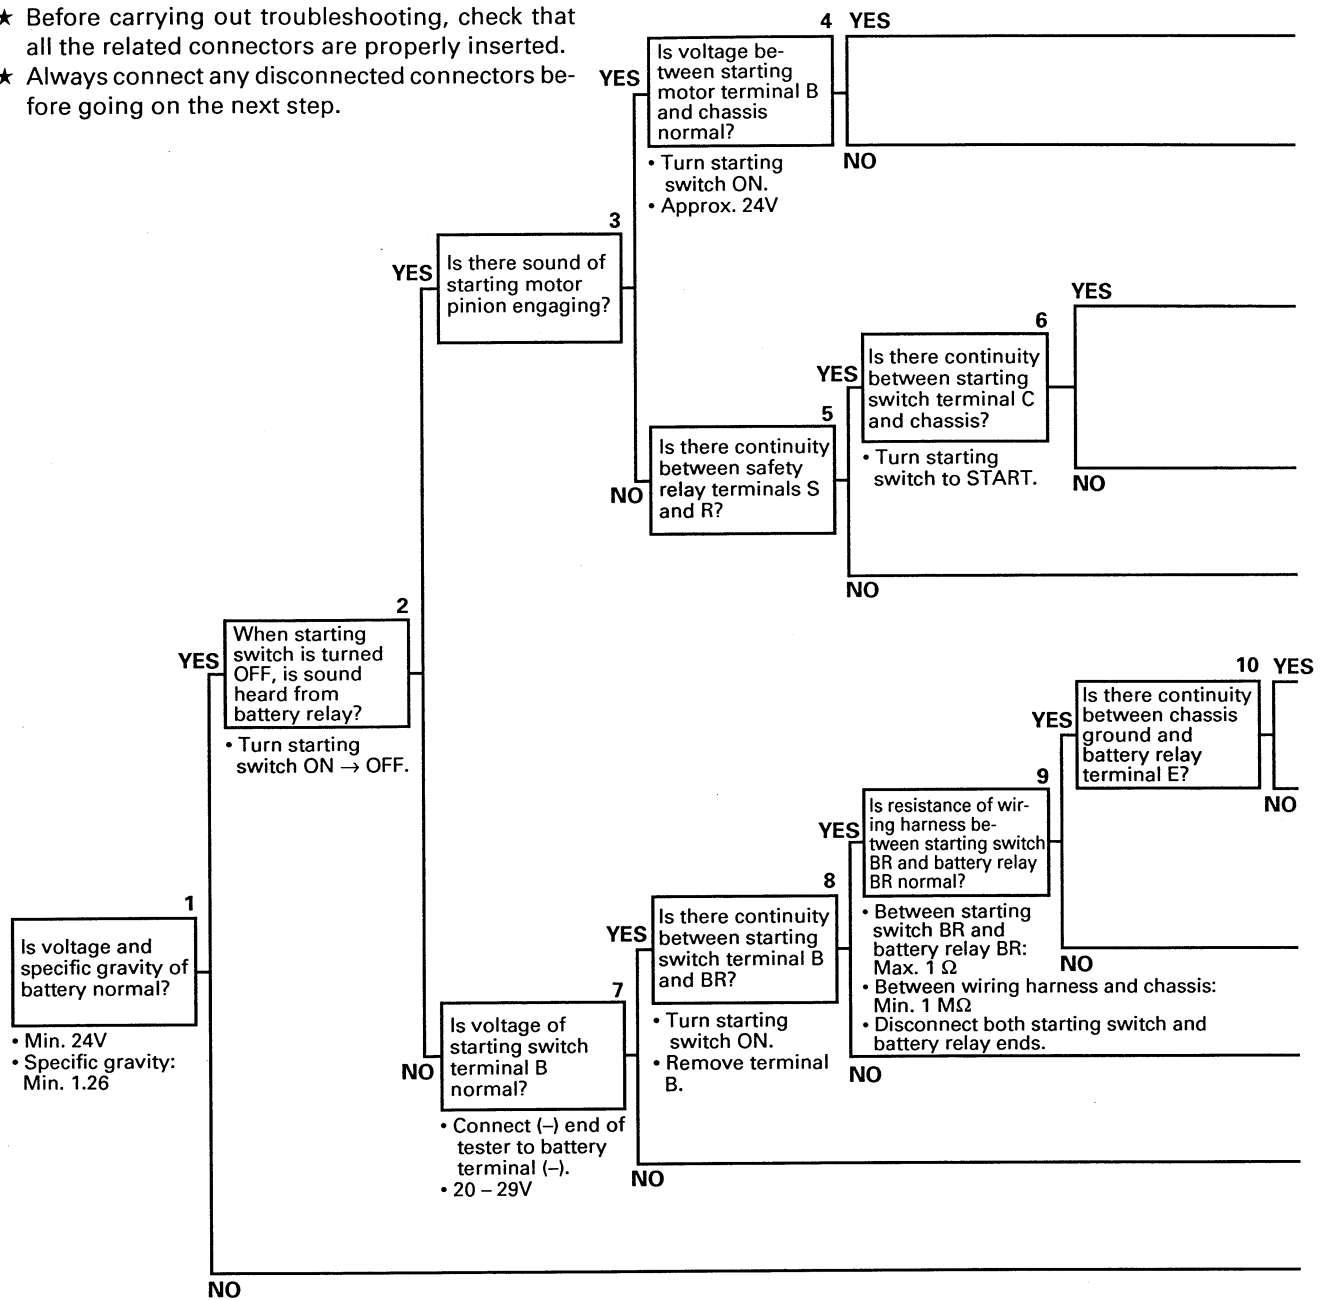 ★ Before carrying out troubleshooting, check that
all the related connectors are properly inserted.
★ Always connect any disconnected connectors be-
fore going on the next step.
4 YES
YES
Is voltage be-
tween starting
motor terminal B
and chassis
normal?
NO
• Turn starting
switch ON.
• Approx. 24V
3
YES
Is there sound of
starting motor
pinion engaging?
YES
6
YES
Is there continuity
between starting
switch terminal C
and chassis?
• Turn starting
switch to START.
NO
5
NO
Is there continuity
between safety
relay terminals S
and R?
NO
2
YES
When starting
switch is turned
OFF, is sound
heard from
battery relay?
• Turn starting
switch ON → OFF.
10 YES
YES
Is there continuity
between chassis
ground and
battery relay
terminal E?
NO
9
YES
Is resistance of wir-
ing harness be-
tween starting switch
BR and battery relay
BR normal?
• Between starting
switch BR and
battery relay BR:
Max. 1 Ω
• Between wiring harness and chassis:
Min. 1 MΩ
• Disconnect both starting switch and
battery relay ends.
NO
8
YES
Is there continuity
between starting
switch terminal B
and BR?
• Turn starting
switch ON.
• Remove terminal
B.
NO
1
Is voltage and
specific gravity of
battery normal?
• Min. 24V
• Specific gravity:
Min. 1.26
7
NO
Is voltage of
starting switch
terminal B
normal?
• Connect (–) end of
tester to battery
terminal (–).
• 20 – 29V
NO
NO